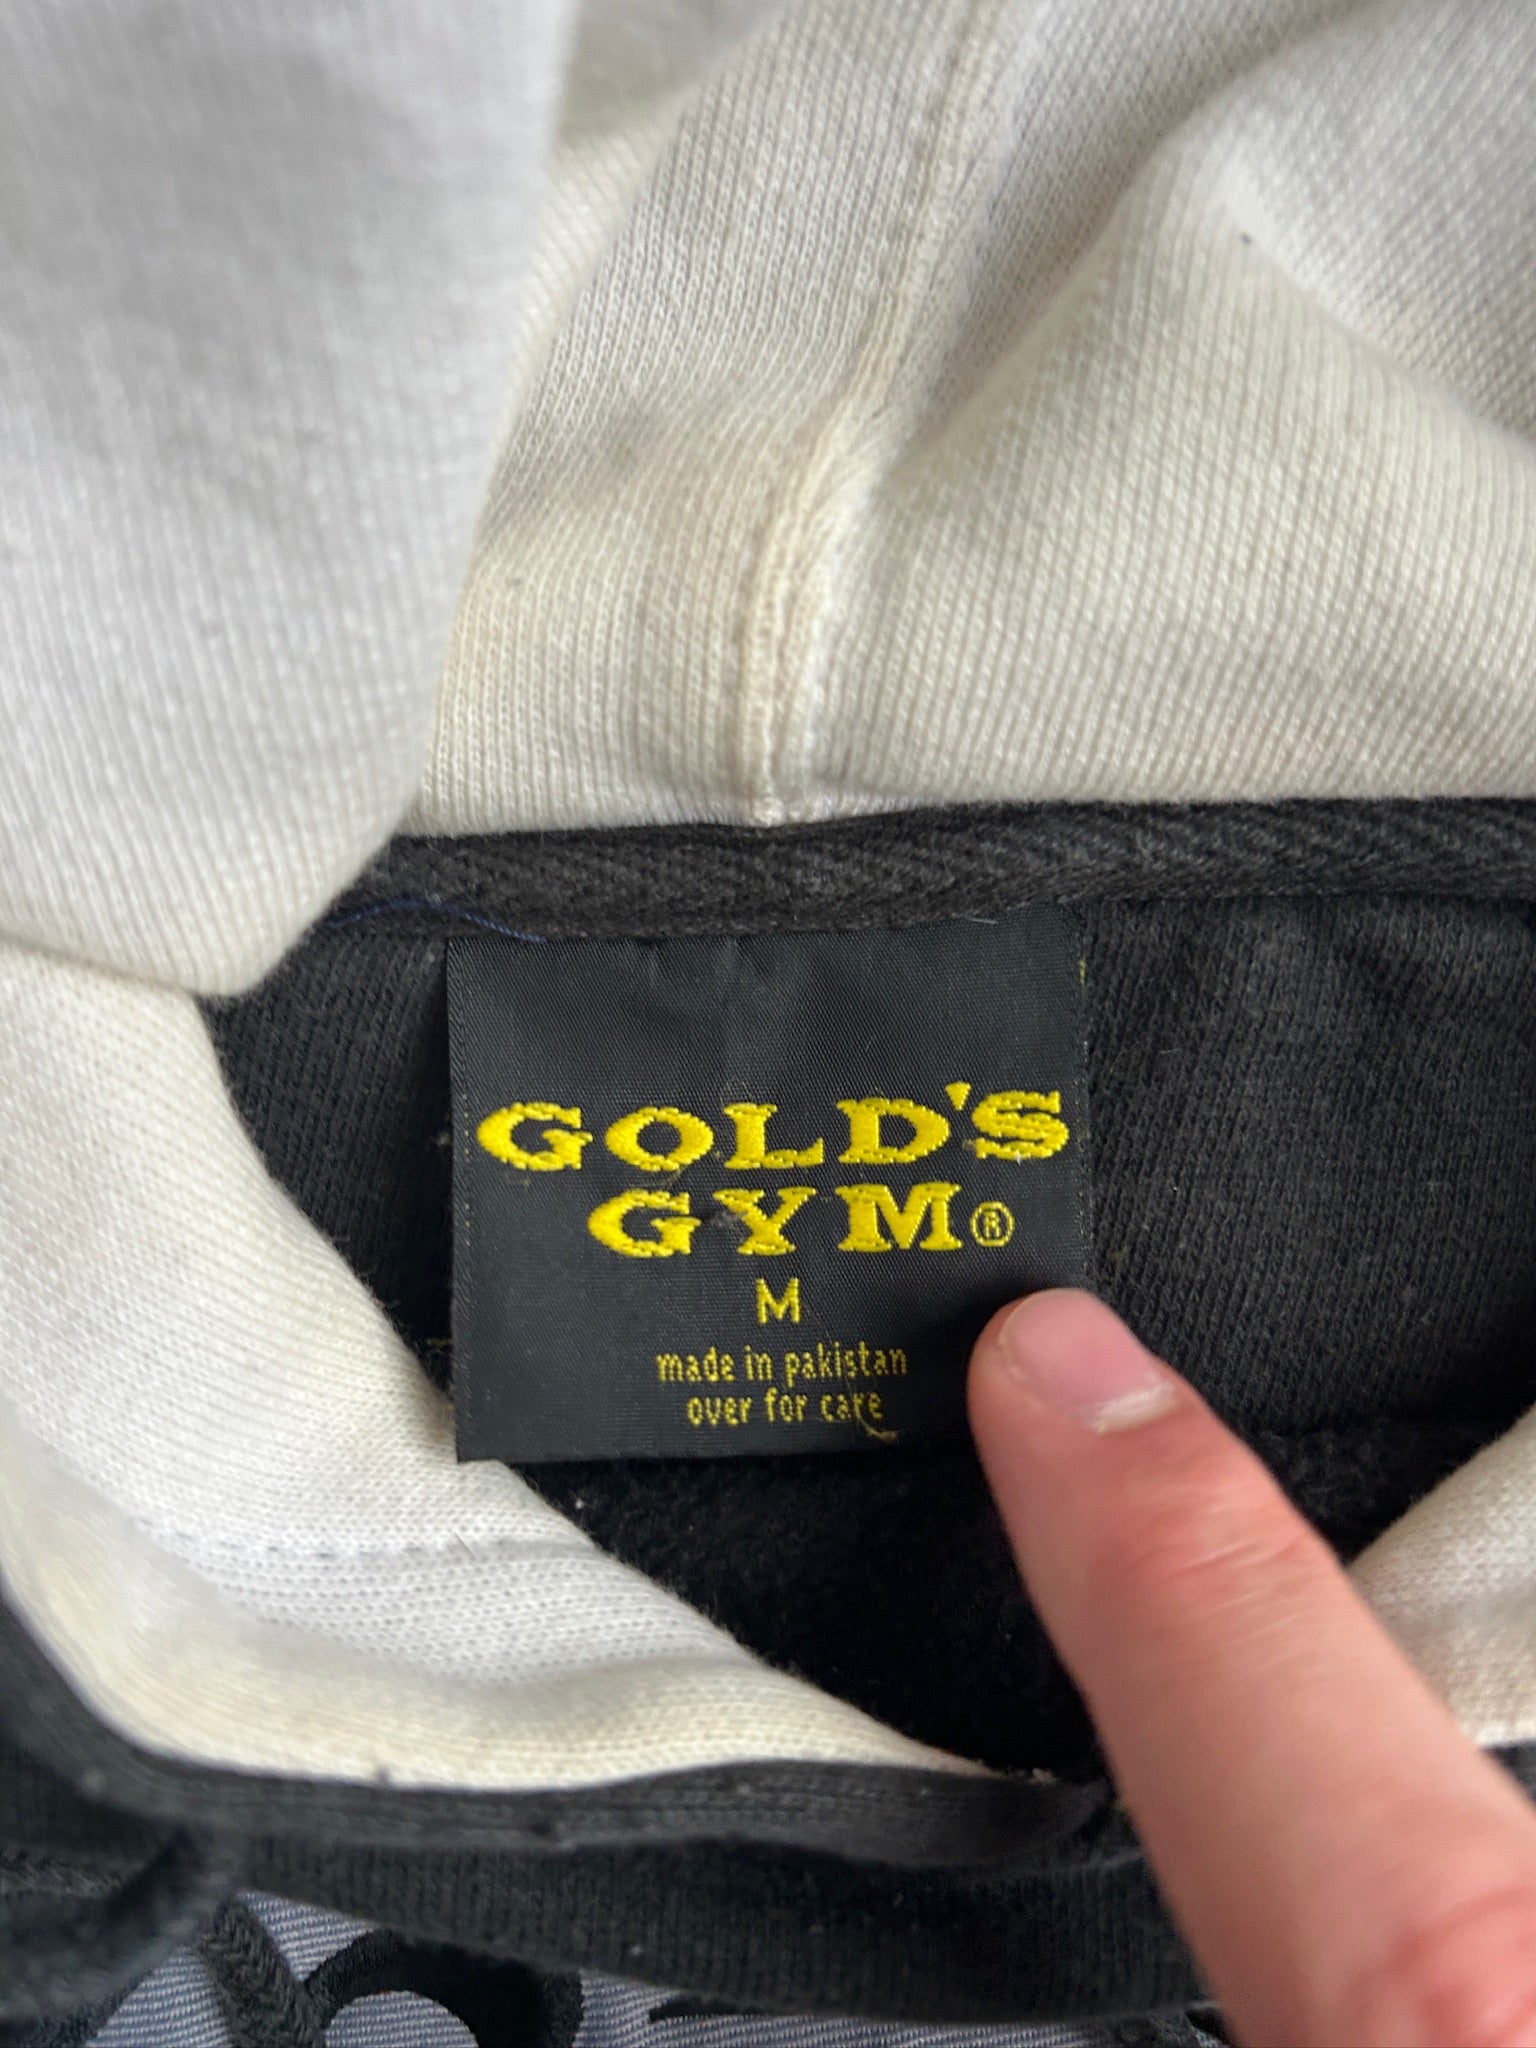 GOLD'S
GYM®
M
made in pakistan
over for care